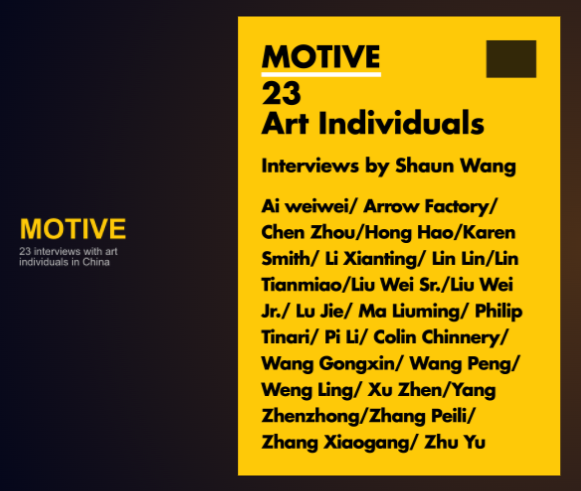 MOTIVE
23 interviews with art
individuals in China
MOTIVE
23
Art Individuals
Interviews by Shaun Wang
Ai weiwei/ Arrow Factory/
Chen Zhou/Hong Hao/Karen
Smith/ Li Xianting/ Lin Lin/Lin
Tianmiao/Liu Wei Sr./Liu Wei
Jr./ Lu Jie/ Ma Liuming/ Philip
Tinari/ Pi Li/ Colin Chinnery/
Wang Gongxin/ Wang Peng/
Weng Ling/ Xu Zhen/Yang
Zhenzhong/Zhang Peili/
Zhang Xiaogang/ Zhu Yu